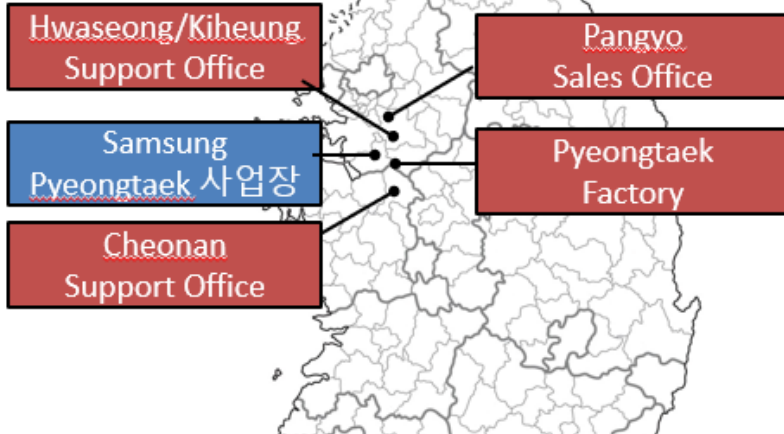 Hwaseong/Kiheung
Support Office
Pangyo
Sales Office
Samsung
Pyeongtaek 사업장
Pyeongtaek
Factory
Cheonan
Support Office